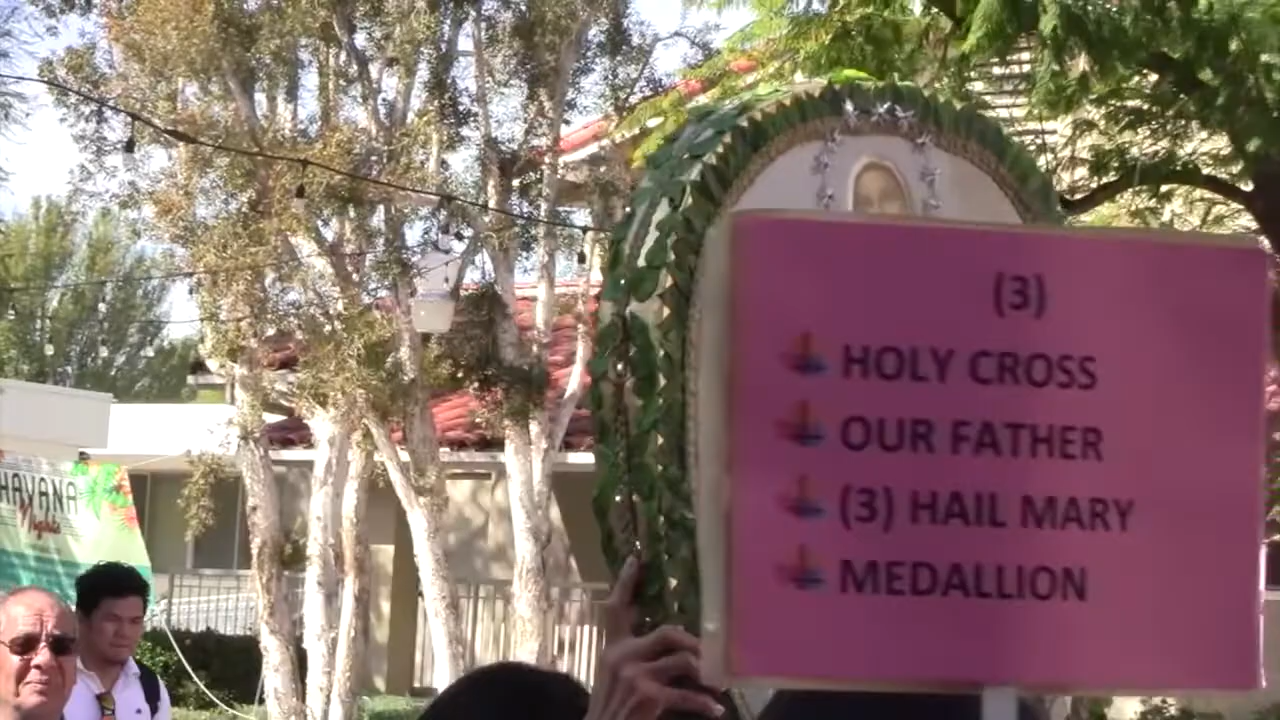 HAVANA
Nights
(3)
HOLY CROSS
OUR FATHER
(3) HAIL MARY
MEDALLION